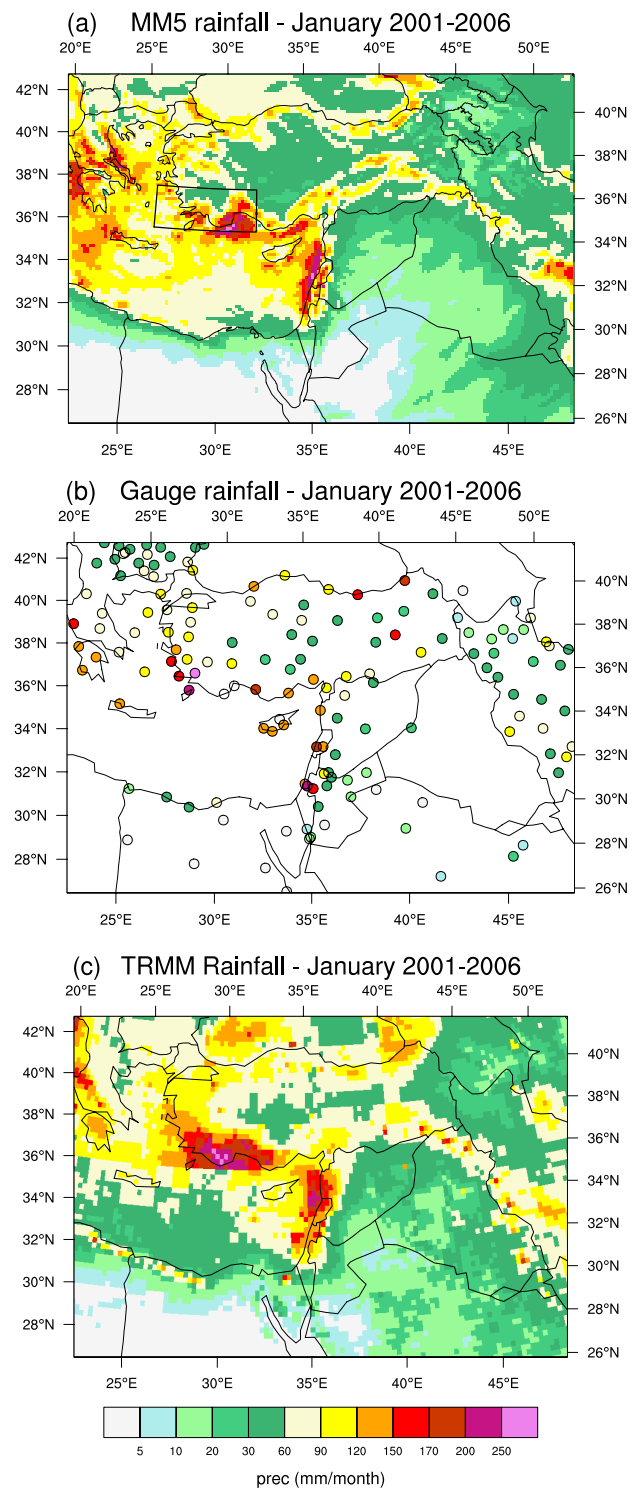 (a) MM5 rainfall - January 2001-2006
20°E 25°E 30°E 35°E 40°E 45°E 50°E
42°N 40°N
40°N 38°N
38°N 36°N
36°N 34°N
34°N 32°N
32°N 30°N
30°N 28°N
28°N 26°N
25°E 30°E 35°E 40°E 45°E
(b) Gauge rainfall - January 2001-2006
20°E 25°E 30°E 35°E 40°E 45°E 50°E
42°N 40°N
40°N 38°N
38°N 36°N
36°N 34°N
34°N 32°N
32°N 30°N
30°N 28°N
28°N 26°N
25°E 30°E 35°E 40°E 45°E
(c) TRMM Rainfall - January 2001-2006
20°E 25°E 30°E 35°E 40°E 45°E 50°E
42°N 40°N
40°N 38°N
38°N 36°N
36°N 34°N
34°N 32°N
32°N 30°N
30°N 28°N
28°N 26°N
25°E 30°E 35°E 40°E 45°E
5 10 20 30 60 90 120 150 170 200 250
prec (mm/month)